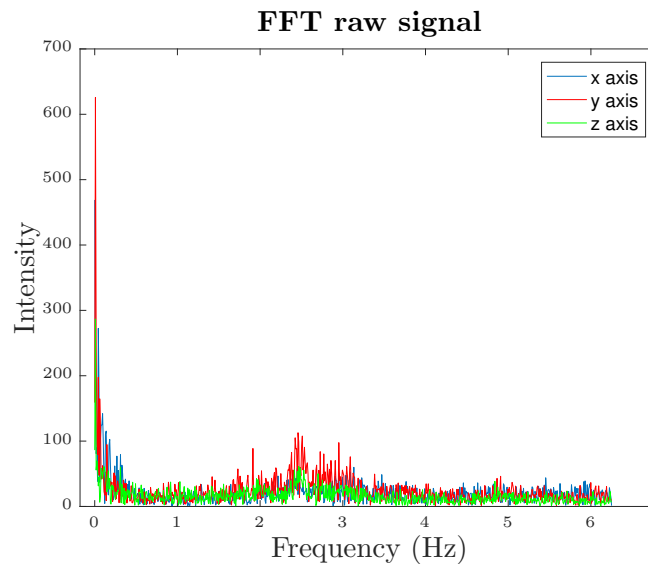 FFT raw signal
700
600
500
400
300
200
100
0
Intensity
x axis
y axis
z axis
0 1 2 3 4 5 6
Frequency (Hz)